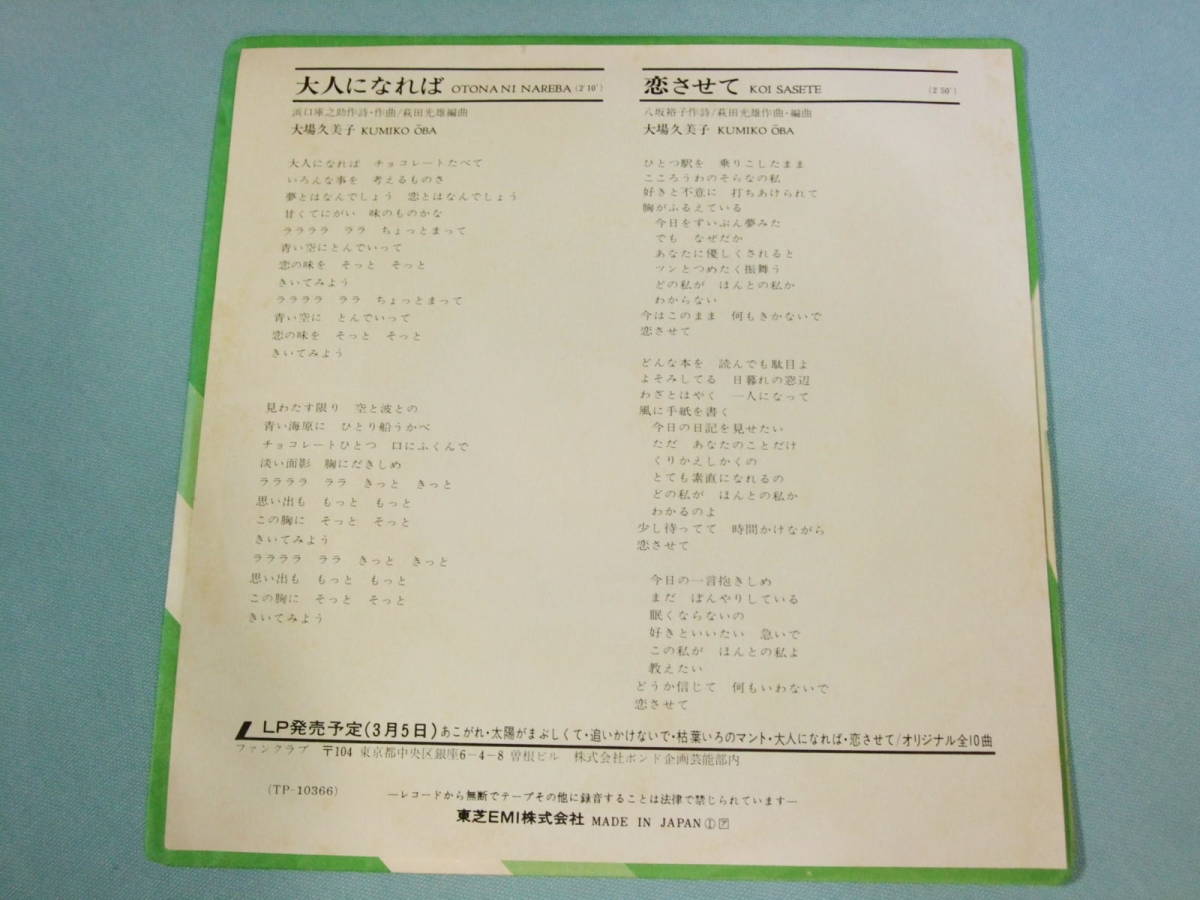 大人になれば OTONA NI NAREBA (2'10")
浜口庫之助作詩・作曲/萩田光雄編曲
大場久美子 KUMIKO ŌBA
大人になれば チョコレートたべて
いろんな事を 考えるものさ
夢とはなんでしょう 恋とはなんでしょう
甘くてにがい 味のものかな
ララララ ララ ちょっとまって
青い空にとんでいって
恋の味を そっと そっと
きいてみよう
ララララ ララ ちょっとまって
青い空に とんでいって
恋の味を そっと そっと
きいてみよう
見わたす限り 空と波との
青い海原に ひとり船うかべ
チョコレートひとつ 口にふくんで
淡い面影 胸にだきしめ
ララララ ララ きっと きっと
思い出も もっと もっと
この胸に そっと そっと
きいてみよう
ララララ ララ きっと きっと
思い出も もっと もっと
この胸に そっと そっと
きいてみよう
恋させて KOI SASETE (2'50")
八坂裕子作詩/萩田光雄作曲・編曲
大場久美子 KUMIKO ŌBA
ひとつ駅を 乗りこしたまま
こころうわのそらなの私
好きと不意に 打ちあけられて
胸がふるえている
今日をずいぶん夢みた
でも なぜだか
あなたに優しくされると
ツンとつめたく振舞う
どの私が ほんとの私か
わからない
今はこのまま 何もきかないで
恋させて
どんな本を 読んでも駄目よ
よそみしてる 日暮れの窓辺
わざとはやく 一人になって
風に手紙を書く
今日の日記を見せたい
ただ あなたのことだけ
くりかえしかくの
とても素直になれるの
どの私が ほんとの私か
わかるのよ
少し待ってて 時間かけながら
恋させて
今日の一言抱きしめ
まだ ぼんやりしている
眠くならないの
好きといいたい 急いで
この私が ほんとの私よ
教えたい
どうか信じて 何もいわないで
恋させて
LP発売予定(3月5日) あこがれ・太陽がまぶしくて・追いかけないで・枯葉いろのマント・大人になれば・恋させて/オリジナル全10曲
ファンクラブ 〒104 東京都中央区銀座6-4-8 曽根ビル 株式会社ボンド企画芸能部内
(TP-10366) —レコードから無断でテープその他に録音することは法律で禁じられています—
東芝EMI株式会社 MADE IN JAPAN Ⓘ ㋐